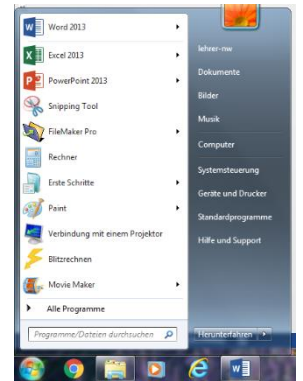 Word 2013
Excel 2013
PowerPoint 2013
Snipping Tool
FileMaker Pro
Rechner
Erste Schritte
Paint
Verbindung mit einem Projektor
Blitzrechnen
Movie Maker
Alle Programme
Programme/Dateien durchsuchen
lehrer-nw
Dokumente
Bilder
Musik
Computer
Systemsteuerung
Geräte und Drucker
Standardprogramme
Hilfe und Support
Herunterfahren